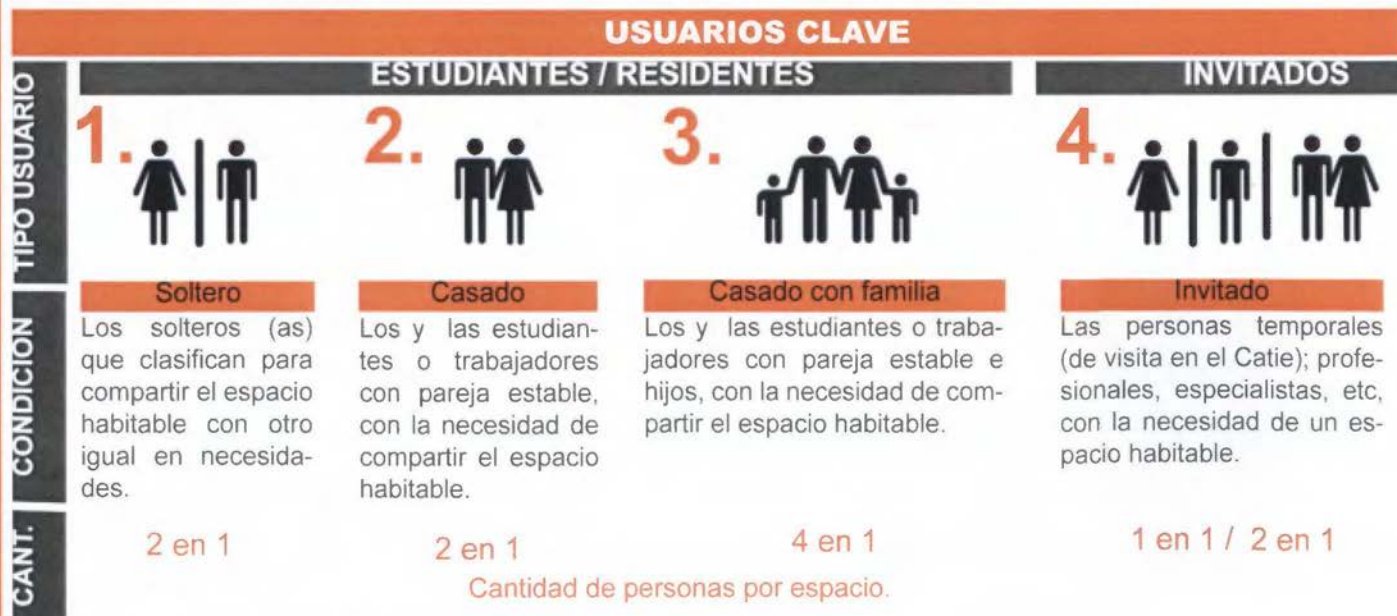 USUARIOS CLAVE
TIPO USUARIO
ESTUDIANTES / RESIDENTES
INVITADOS
1.
2.
3.
4.
Soltero
Casado
Casado con familia
Invitado
CONDICION
Los solteros (as)
que clasifican para
compartir el espacio
habitable con otro
igual en necesida-
des.
Los y las estudian-
tes o trabajadores
con pareja estable,
con la necesidad de
compartir el espacio
habitable.
Los y las estudiantes o traba-
jadores con pareja estable e
hijos, con la necesidad de com-
partir el espacio habitable.
Las personas temporales
(de visita en el Catie); profe-
sionales, especialistas, etc,
con la necesidad de un es-
pacio habitable.
CANT.
2 en 1
2 en 1
4 en 1
1 en 1 / 2 en 1
Cantidad de personas por espacio.